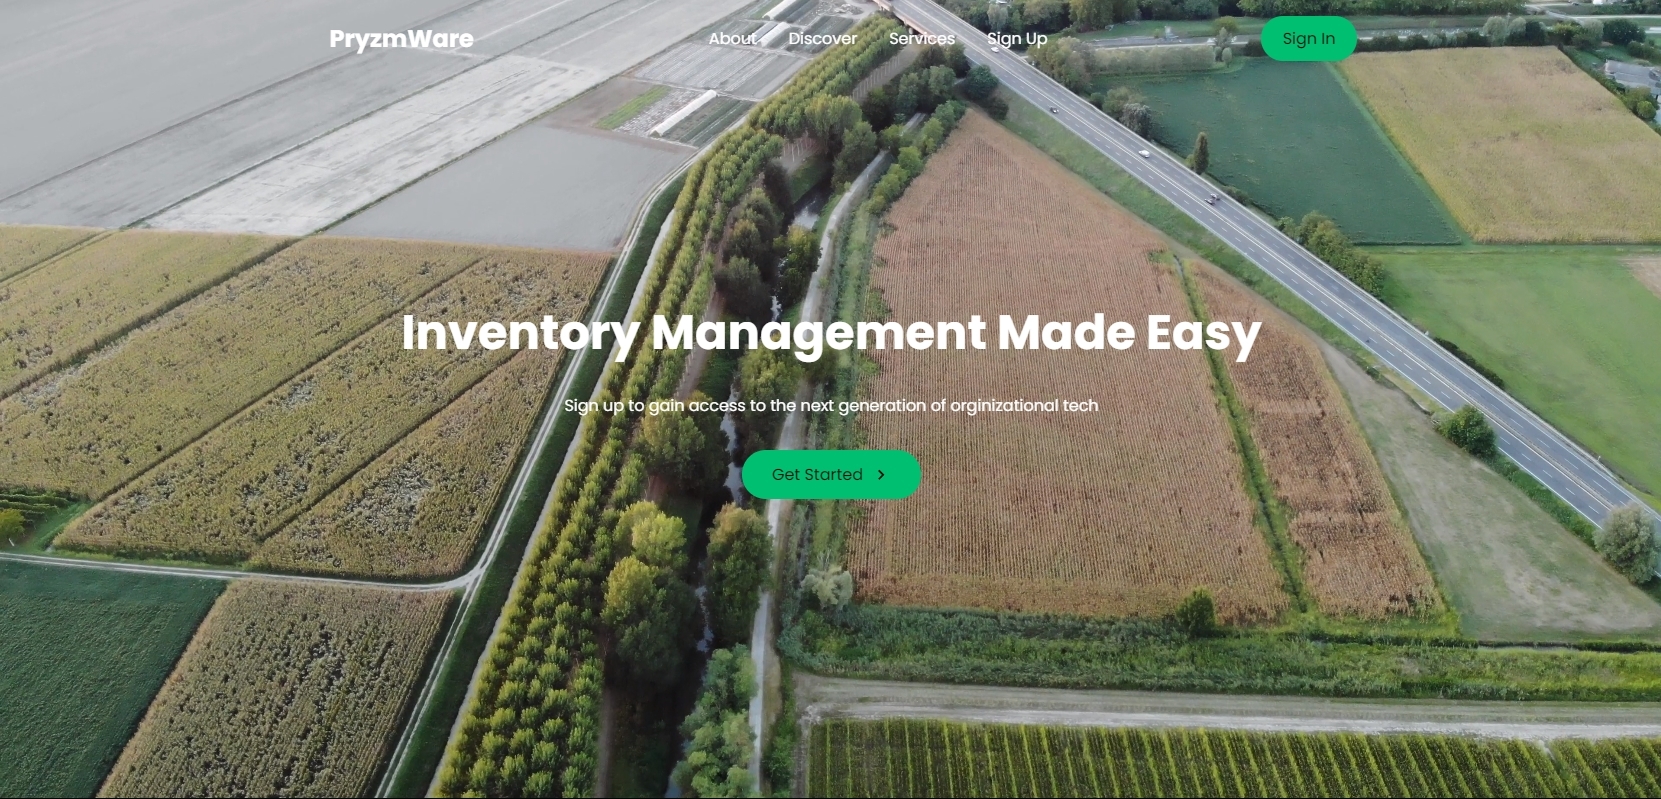 PryzmWare About Discover Services Sign Up Sign In
Inventory Management Made Easy
Sign up to gain access to the next generation of orginizational tech
Get Started